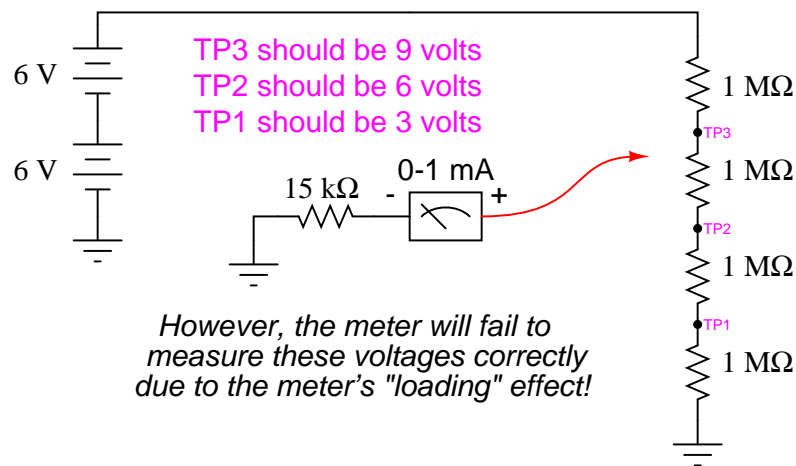 TP3 should be 9 volts
TP2 should be 6 volts
TP1 should be 3 volts
6 V
6 V
1 MΩ
TP3
1 MΩ
TP2
1 MΩ
TP1
1 MΩ
0-1 mA
15 kΩ
- +
However, the meter will fail to
measure these voltages correctly
due to the meter's "loading" effect!